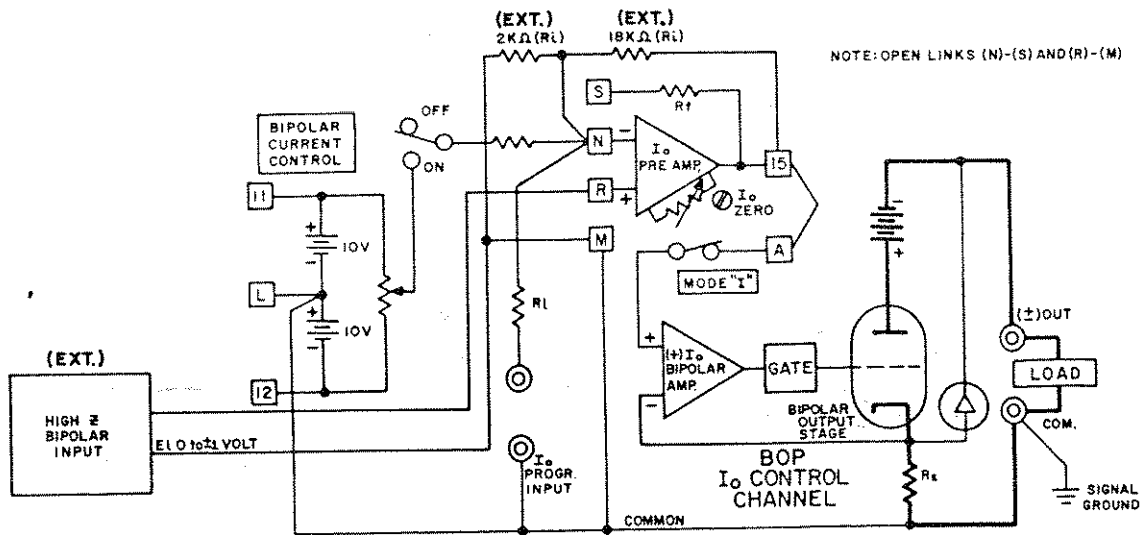 (EXT.)
2KΩ(Ri)
(EXT.)
18KΩ(Ri)
NOTE: OPEN LINKS (N)-(S) AND (R)-(M)
S
Rf
OFF
BIPOLAR
CURRENT
CONTROL
ON
N
−
Io
PRE AMP.
15
11
R
+
Io
ZERO
+
10V
−
M
A
MODE "I"
−
+
L
+
10V
−
Ri
(±)OUT
(EXT.)
+
(+)Io
BIPOLAR
AMP.
−
GATE
LOAD
12
HIGH Z
BIPOLAR
INPUT
BIPOLAR
OUTPUT
STAGE
COM.
Ei 0 to ±1 VOLT
Io
PROGR.
INPUT
BOP
Io CONTROL
CHANNEL
Rs
SIGNAL
GROUND
COMMON